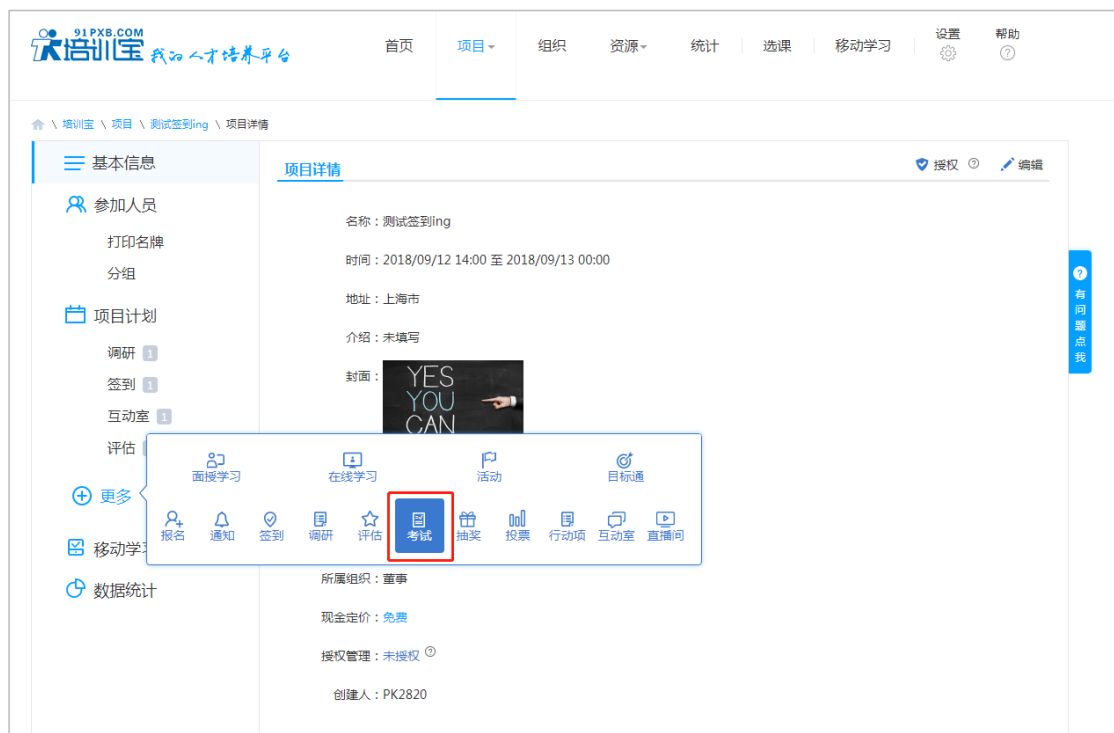 91PXB.COM
培训宝 我的人才培养平台
首页 项目 组织 资源 统计 选课 移动学习 设置 帮助
\ 培训宝 \ 项目 \ 测试签到ing \ 项目详情
基本信息
参加人员
打印名牌
分组
项目计划
调研 1
签到 1
互动室 1
评估
更多
移动学
数据统计
项目详情
授权 编辑
名称：测试签到ing
时间：2018/09/12 14:00 至 2018/09/13 00:00
地址：上海市
介绍：未填写
封面：
YES
YOU
CAN
面授学习 在线学习 活动 目标通
报名 通知 签到 调研 评估 考试 抽奖 投票 行动项 互动室 直播间
所属组织：董事
现金定价：免费
授权管理：未授权
创建人：PK2820
有问题点我